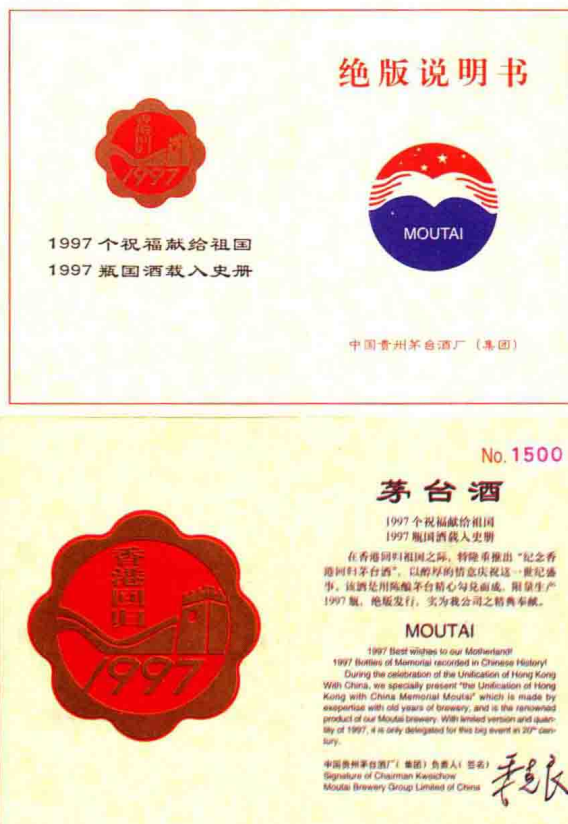 绝版说明书
香港回归
1997
1997个祝福献给祖国
1997瓶国酒载入史册
MOUTAI
中国贵州茅台酒厂(集团)
No. 1500
茅台酒
1997个祝福献给祖国
1997瓶国酒载入史册
在香港回归祖国之际，特隆重推出“纪念香
港回归茅台酒”，以醇厚的情意庆祝这一世纪盛
事。该酒是用陈酿茅台精心勾兑而成，限量生产
1997瓶，绝版发行，实为我公司之精典奉献。
香港回归
1997
MOUTAI
1997 Best wishes to our Motherland!
1997 Bottles of Memorial recorded in Chinese History!
During the celebration of the Unification of Hong Kong
With China, we specially present "the Unification of Hong
Kong with China Memorial Moutai" which is made by
exepertise with old years of brewery, and is the renowned
product of our Moutai brewery. With limited version and quan-
tity of 1997, it is only delegated for this big event in 20th cen-
tury.
中国贵州茅台酒厂(集团)负责人(签名)
Signature of Chairman Kweichow
Moutai Brewery Group Limited of China
季克良